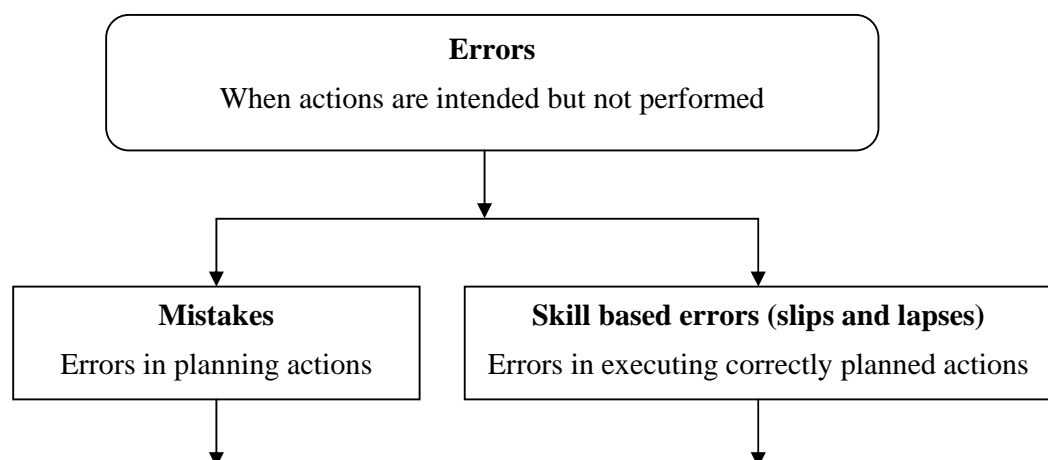 Errors
When actions are intended but not performed
Mistakes
Errors in planning actions
Skill based errors (slips and lapses)
Errors in executing correctly planned actions